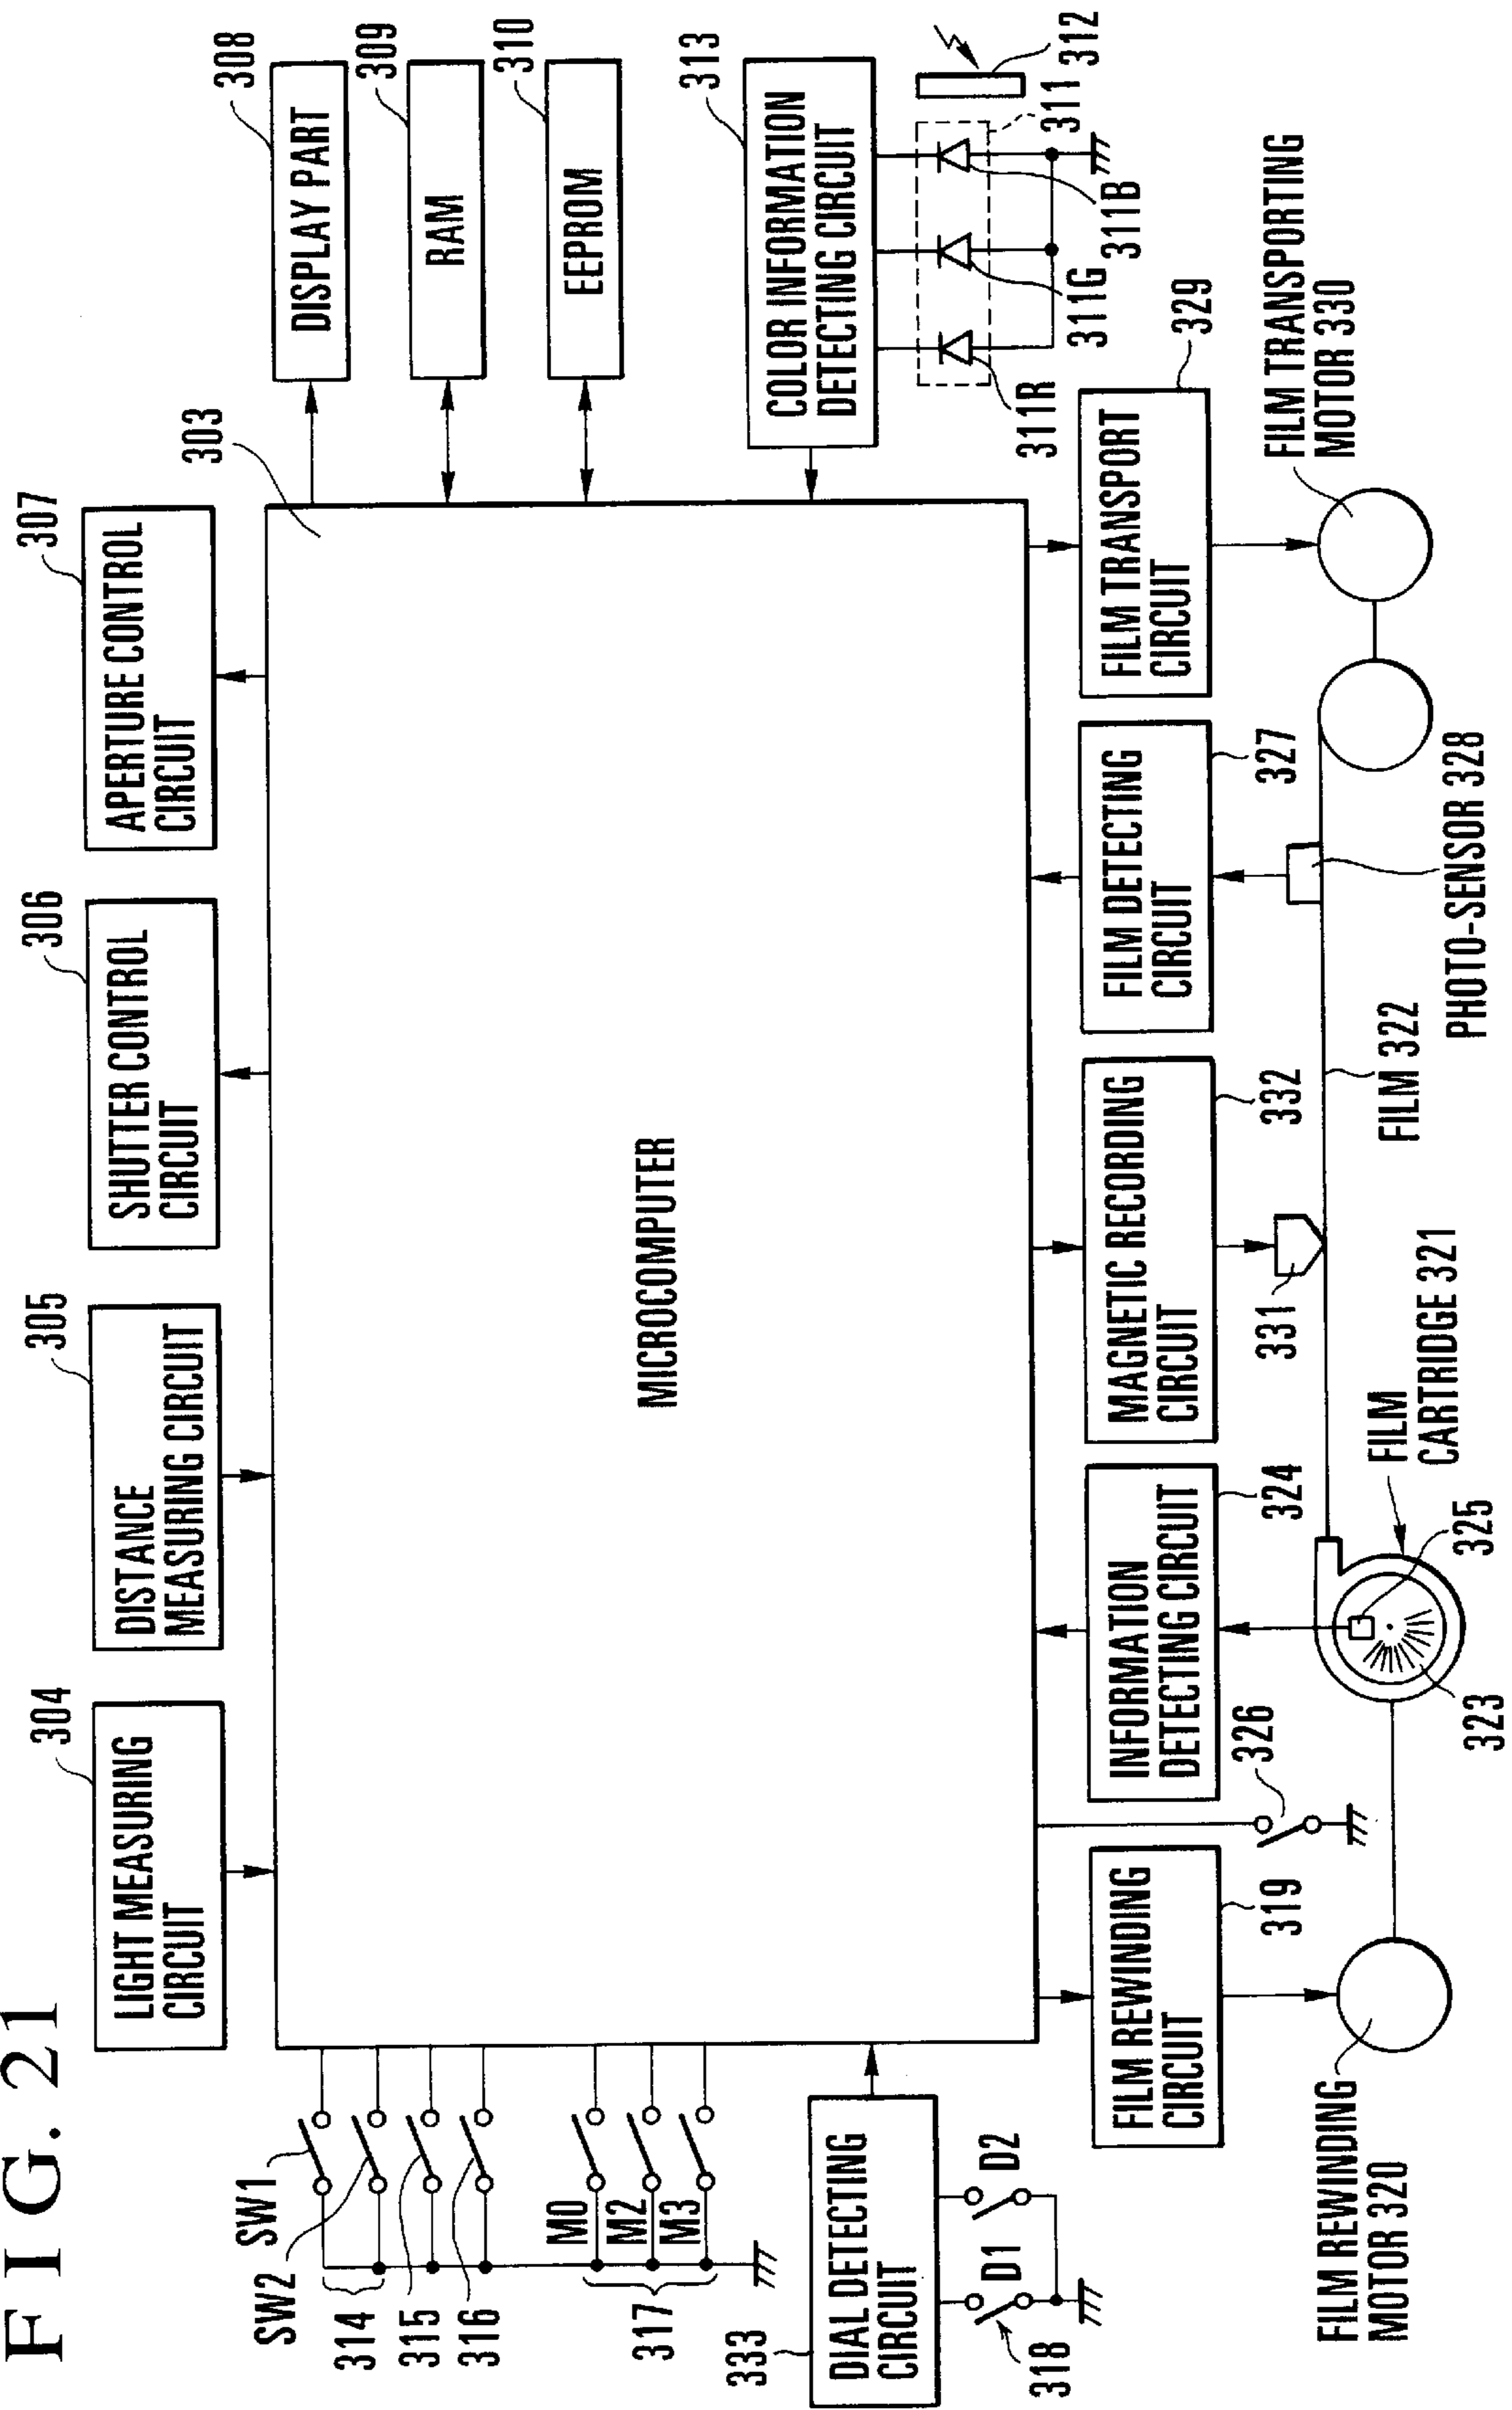 FIG. 21
304
LIGHT MEASURING
CIRCUIT
305
DISTANCE
MEASURING CIRCUIT
306
SHUTTER CONTROL
CIRCUIT
307
APERTURE CONTROL
CIRCUIT
303
308
DISPLAY PART
309
RAM
310
EEPROM
313
COLOR INFORMATION
DETECTING CIRCUIT
312
311
311B
311G
311R
MICROCOMPUTER
SW1
SW2
314
315
316
M0
M2
M3
317
333
DIAL DETECTING
CIRCUIT
D1
D2
318
FILM REWINDING
CIRCUIT
319
326
INFORMATION
DETECTING CIRCUIT
324
MAGNETIC RECORDING
CIRCUIT
332
FILM DETECTING
CIRCUIT
327
FILM TRANSPORT
CIRCUIT
329
FILM REWINDING
MOTOR 320
323
325
FILM
CARTRIDGE 321
331
FILM 322
PHOTO-SENSOR 328
FILM TRANSPORTING
MOTOR 330